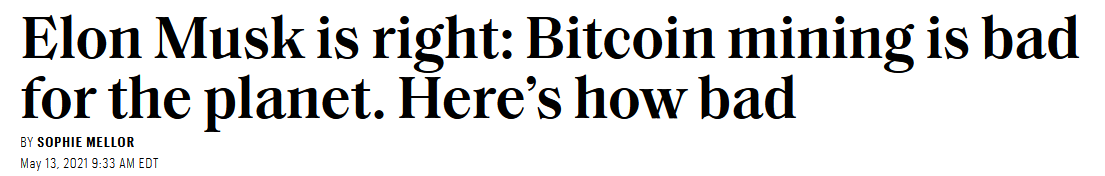 Elon Musk is right: Bitcoin mining is bad
for the planet. Here’s how bad
BY SOPHIE MELLOR
May 13, 2021 9:33 AM EDT